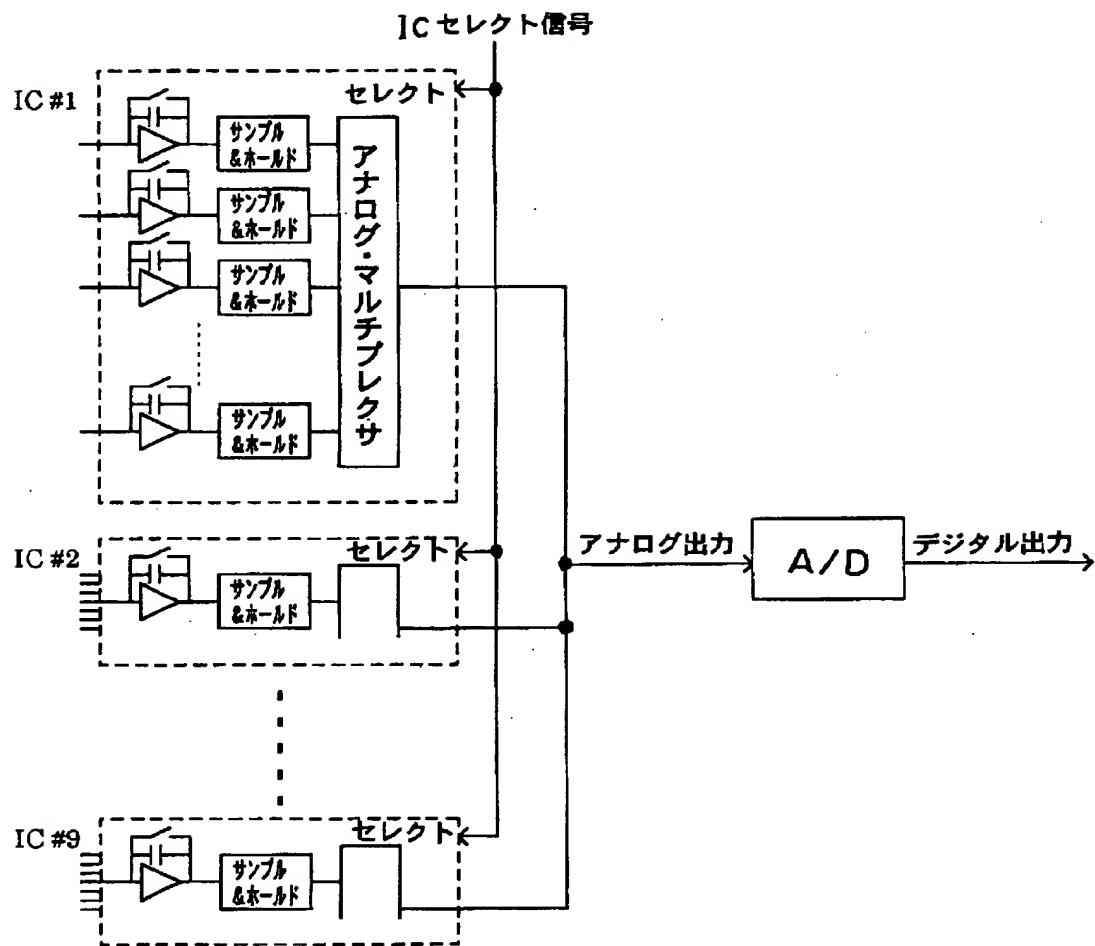 ICセレクト信号
IC #1
セレクト
サンプル
&ホールド
サンプル
&ホールド
サンプル
&ホールド
サンプル
&ホールド
アナログ・マルチプレクサ
IC #2
セレクト
サンプル
&ホールド
アナログ出力
A/D
デジタル出力
IC #9
セレクト
サンプル
&ホールド